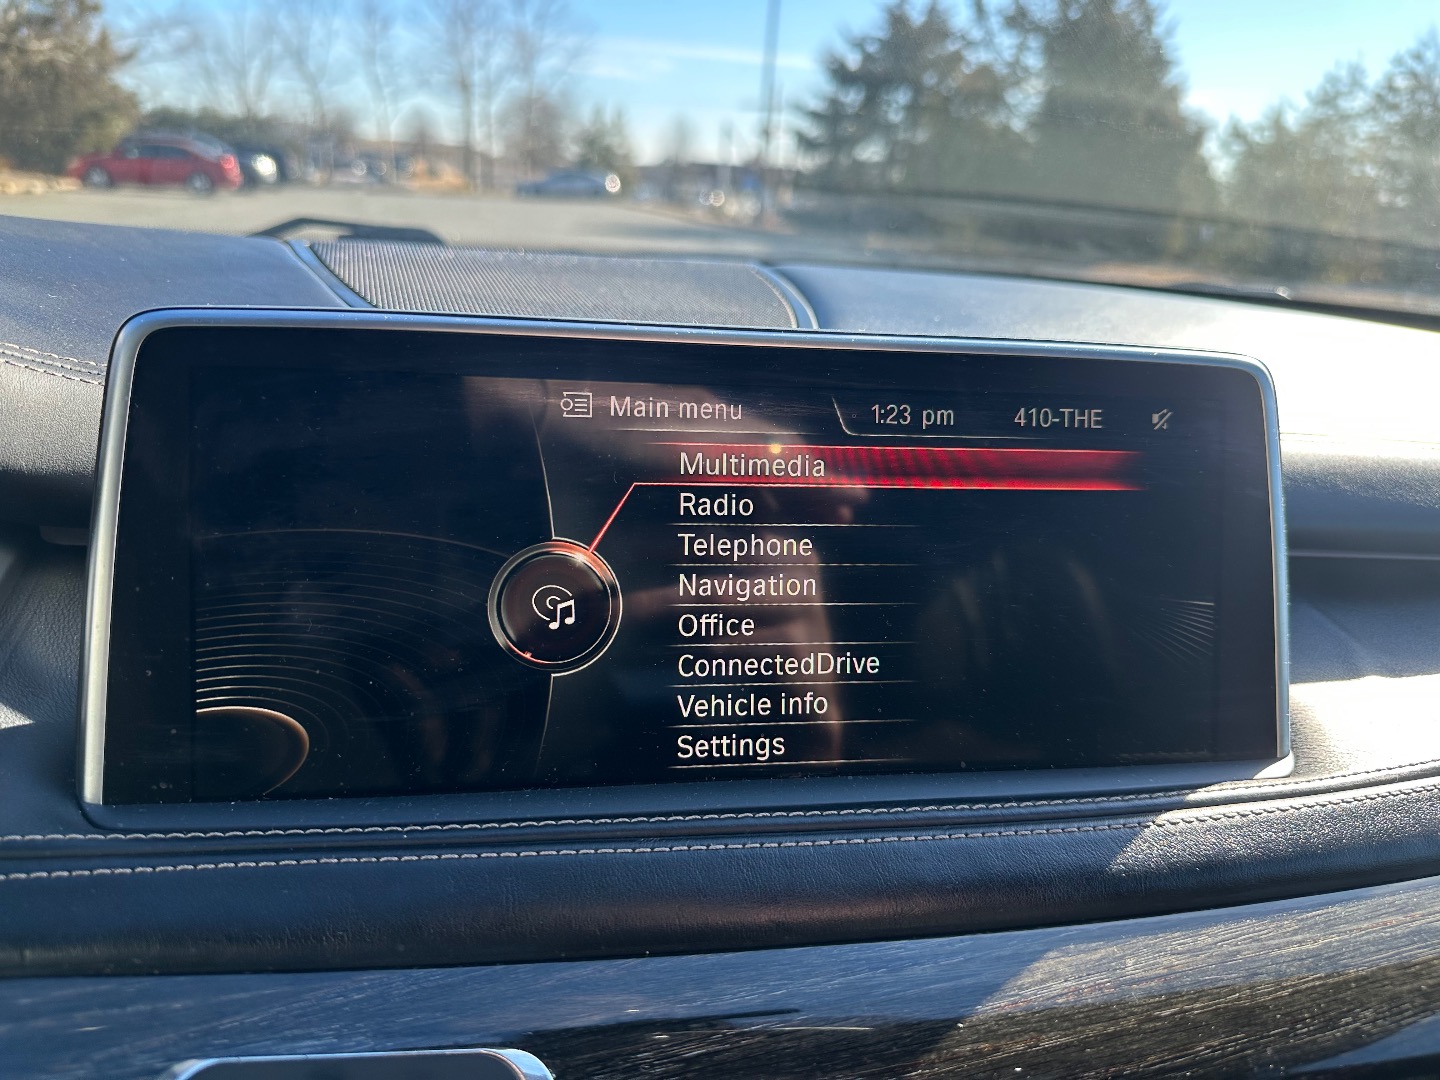 Main menu
1:23 pm
410-THE
Multimedia
Radio
Telephone
Navigation
Office
ConnectedDrive
Vehicle info
Settings